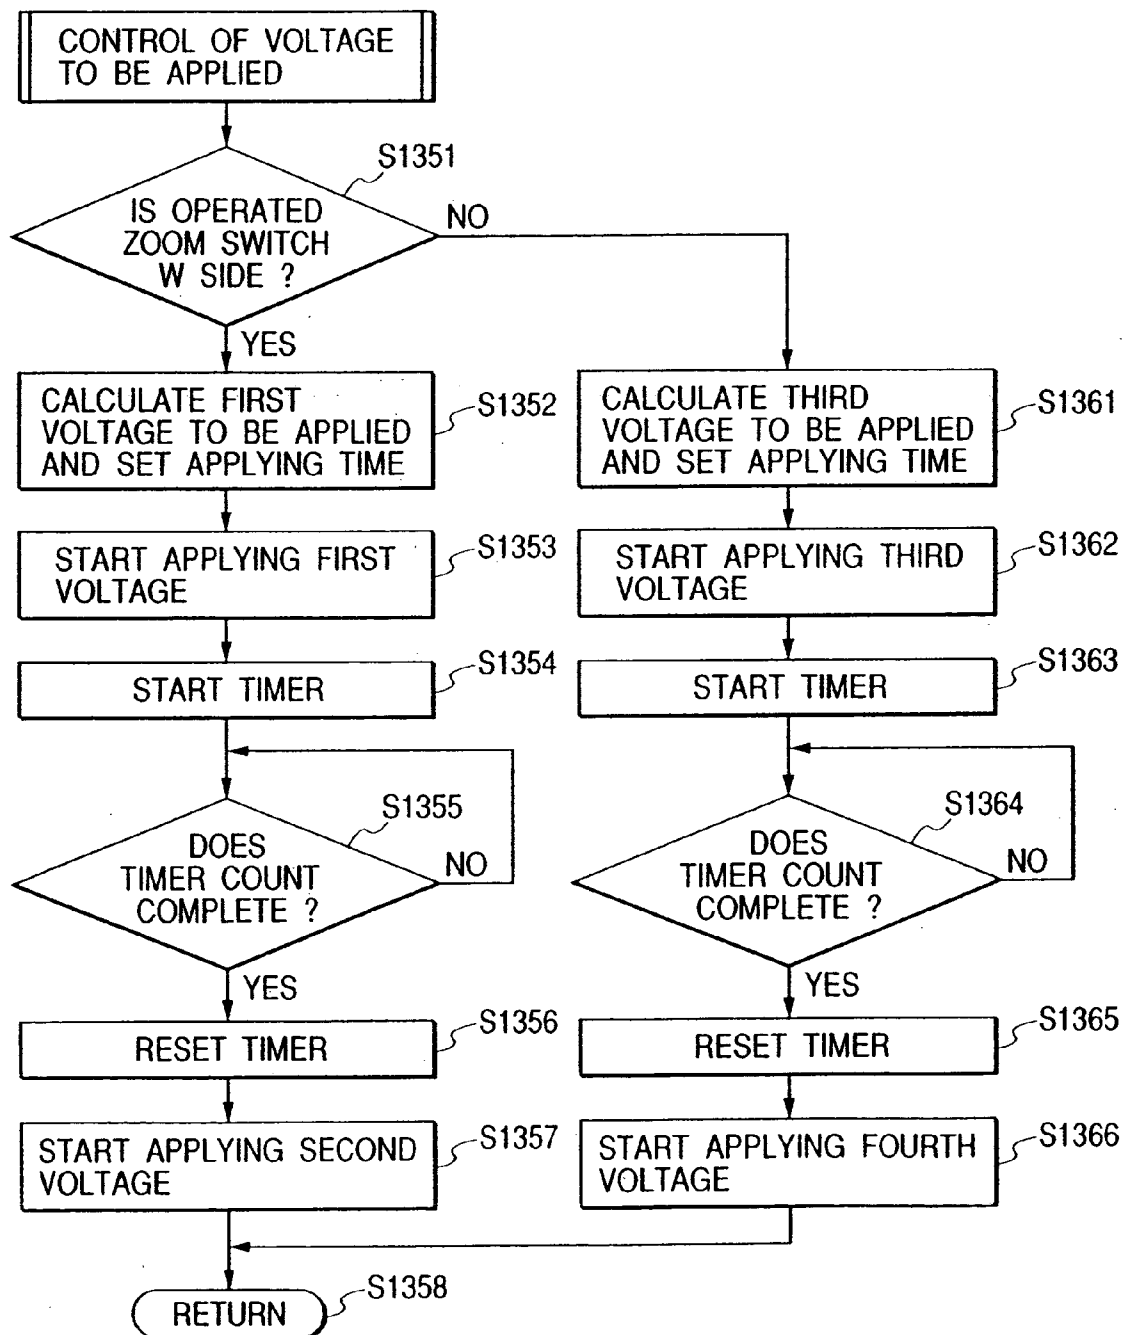 CONTROL OF VOLTAGE
TO BE APPLIED
S1351
IS OPERATED
ZOOM SWITCH
W SIDE ?
NO
YES
CALCULATE FIRST
VOLTAGE TO BE APPLIED
AND SET APPLYING TIME
S1352
START APPLYING FIRST
VOLTAGE
S1353
START TIMER
S1354
S1355
DOES
TIMER COUNT
COMPLETE ?
NO
YES
RESET TIMER
S1356
START APPLYING SECOND
VOLTAGE
S1357
CALCULATE THIRD
VOLTAGE TO BE APPLIED
AND SET APPLYING TIME
S1361
START APPLYING THIRD
VOLTAGE
S1362
START TIMER
S1363
S1364
DOES
TIMER COUNT
COMPLETE ?
NO
YES
RESET TIMER
S1365
START APPLYING FOURTH
VOLTAGE
S1366
RETURN
S1358